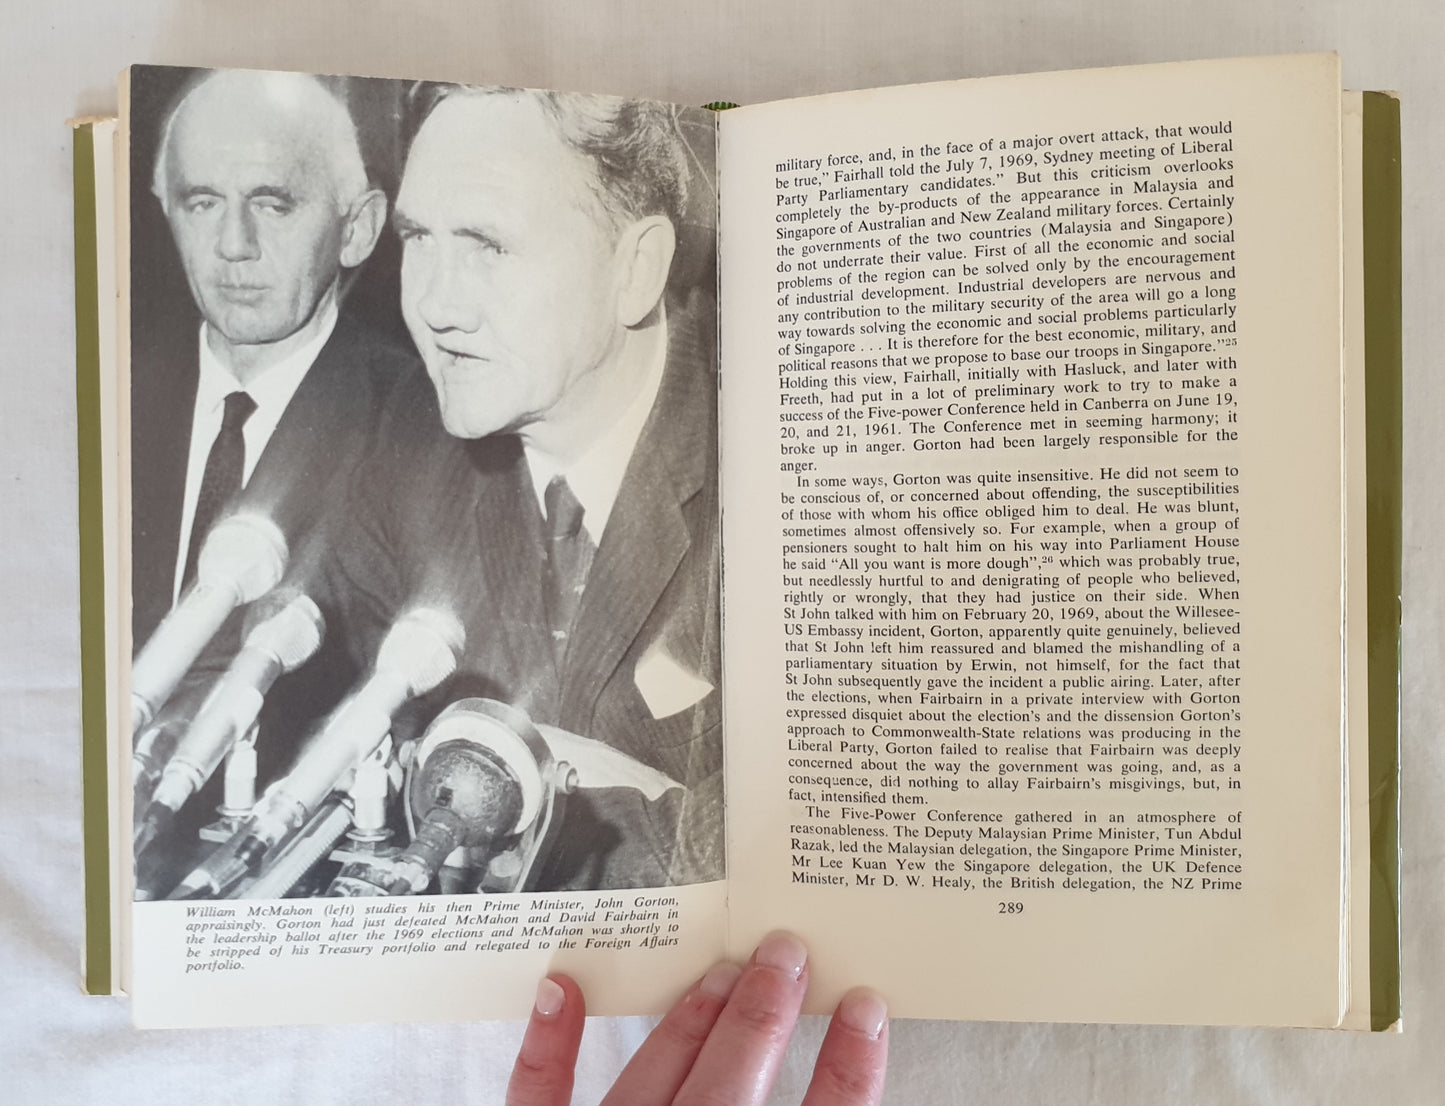 William McMahon (left) studies his then Prime Minister, John Gorton,
appraisingly. Gorton had just defeated McMahon and David Fairbairn in
the leadership ballot after the 1969 elections and McMahon was shortly to
be stripped of his Treasury portfolio and relegated to the Foreign Affairs
portfolio.
military force, and, in the face of a major overt attack, that would
be true,” Fairhall told the July 7, 1969, Sydney meeting of Liberal
Party Parliamentary candidates.” But this criticism overlooks
completely the by-products of the appearance in Malaysia and
Singapore of Australian and New Zealand military forces. Certainly
the governments of the two countries (Malaysia and Singapore)
do not underrate their value. First of all the economic and social
problems of the region can be solved only by the encouragement
of industrial development. Industrial developers are nervous and
any contribution to the military security of the area will go a long
way towards solving the economic and social problems particularly
of Singapore . . . It is therefore for the best economic, military, and
political reasons that we propose to base our troops in Singapore.”²⁵
Holding this view, Fairhall, initially with Hasluck, and later with
Freeth, had put in a lot of preliminary work to try to make a
success of the Five-power Conference held in Canberra on June 19,
20, and 21, 1961. The Conference met in seeming harmony; it
broke up in anger. Gorton had been largely responsible for the
anger.
In some ways, Gorton was quite insensitive. He did not seem to
be conscious of, or concerned about offending, the susceptibilities
of those with whom his office obliged him to deal. He was blunt,
sometimes almost offensively so. For example, when a group of
pensioners sought to halt him on his way into Parliament House
he said “All you want is more dough”,²⁶ which was probably true,
but needlessly hurtful to and denigrating of people who believed,
rightly or wrongly, that they had justice on their side. When
St John talked with him on February 20, 1969, about the Willesee-
US Embassy incident, Gorton, apparently quite genuinely, believed
that St John left him reassured and blamed the mishandling of a
parliamentary situation by Erwin, not himself, for the fact that
St John subsequently gave the incident a public airing. Later, after
the elections, when Fairbairn in a private interview with Gorton
expressed disquiet about the election’s and the dissension Gorton’s
approach to Commonwealth-State relations was producing in the
Liberal Party, Gorton failed to realise that Fairbairn was deeply
concerned about the way the government was going, and, as a
consequence, did nothing to allay Fairbairn’s misgivings, but, in
fact, intensified them.
The Five-Power Conference gathered in an atmosphere of
reasonableness. The Deputy Malaysian Prime Minister, Tun Abdul
Razak, led the Malaysian delegation, the Singapore Prime Minister,
Mr Lee Kuan Yew the Singapore delegation, the UK Defence
Minister, Mr D. W. Healy, the British delegation, the NZ Prime
289